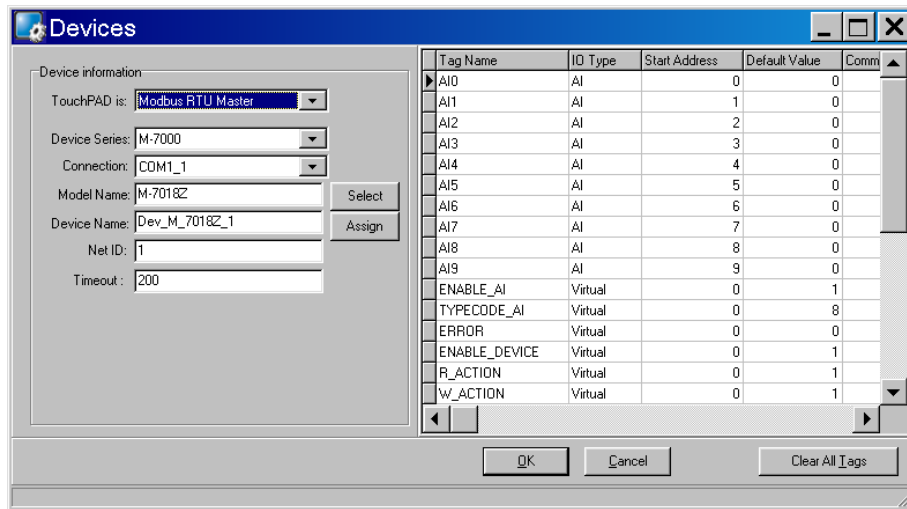 Devices
Device information
TouchPAD is: Modbus RTU Master
Device Series: M-7000
Connection: COM1_1
Model Name: M-7018Z Select
Device Name: Dev_M_7018Z_1 Assign
Net ID: 1
Timeout : 200
Tag Name IO Type Start Address Default Value Comm
AI0 AI 0 0
AI1 AI 1 0
AI2 AI 2 0
AI3 AI 3 0
AI4 AI 4 0
AI5 AI 5 0
AI6 AI 6 0
AI7 AI 7 0
AI8 AI 8 0
AI9 AI 9 0
ENABLE_AI Virtual 0 1
TYPECODE_AI Virtual 0 8
ERROR Virtual 0 0
ENABLE_DEVICE Virtual 0 1
R_ACTION Virtual 0 1
W_ACTION Virtual 0 1
OK Cancel Clear All Tags